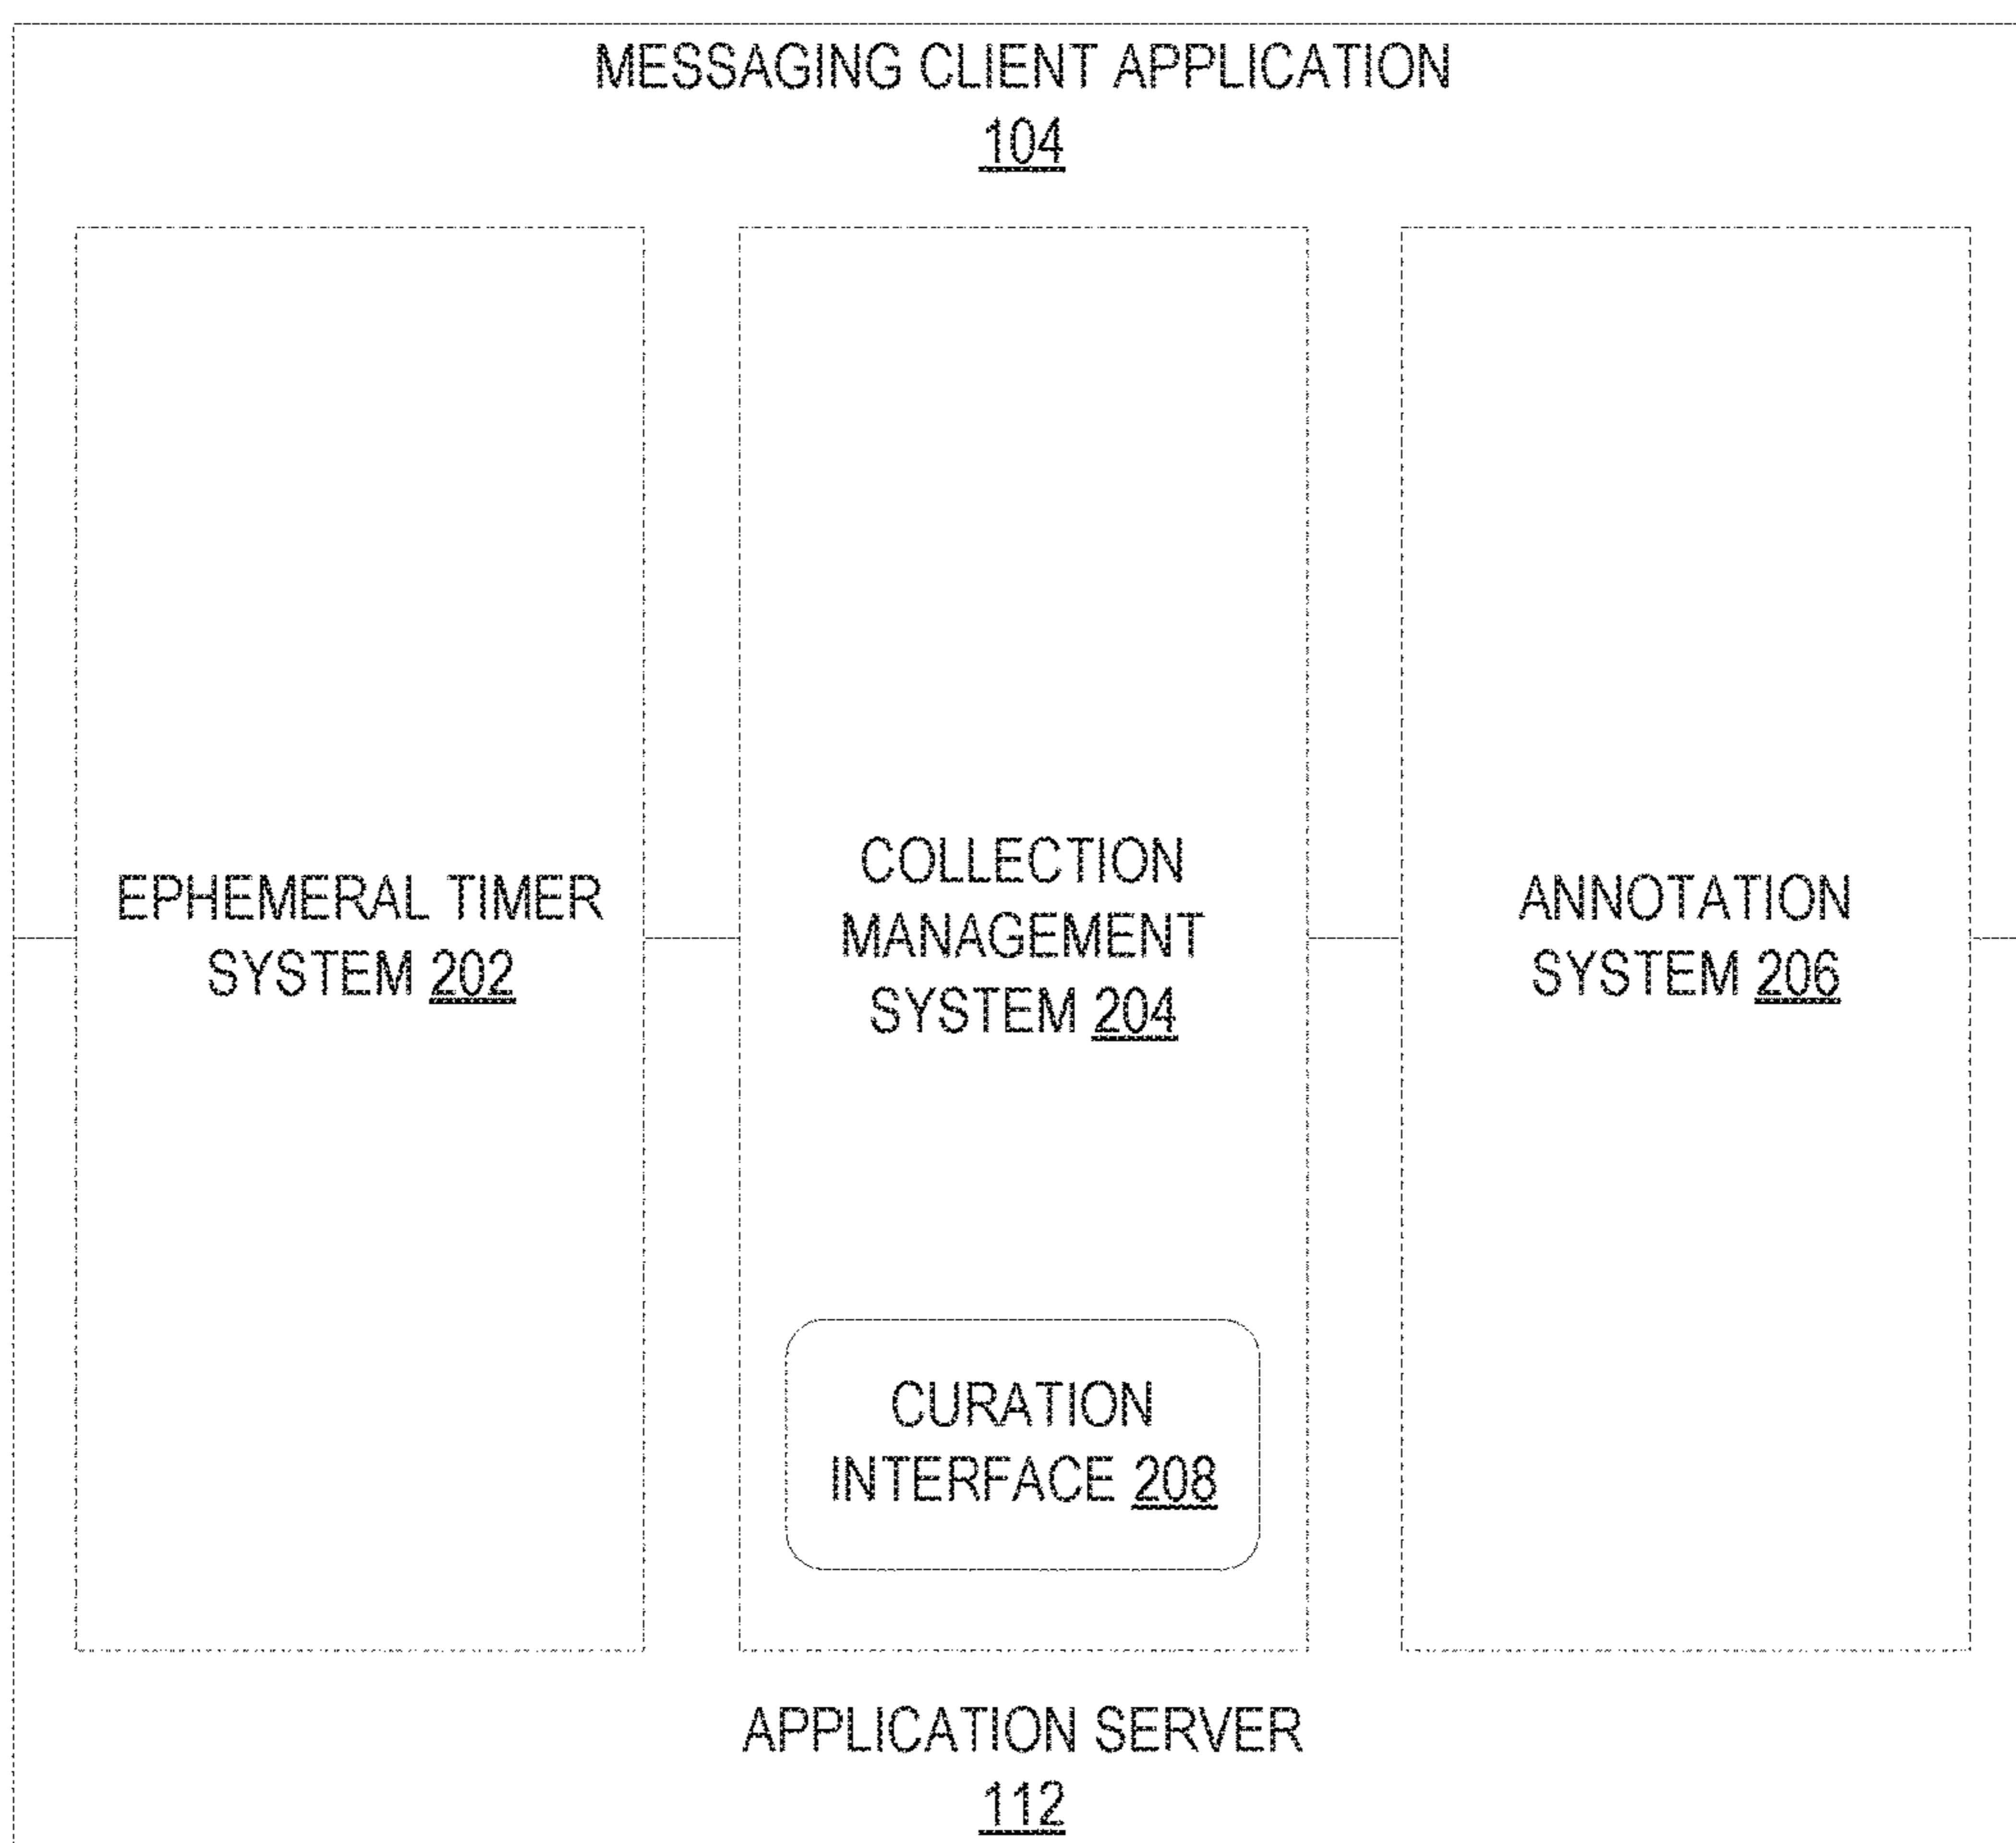 MESSAGING CLIENT APPLICATION
104
EPHEMERAL TIMER
SYSTEM 202
COLLECTION
MANAGEMENT
SYSTEM 204
ANNOTATION
SYSTEM 206
CURATION
INTERFACE 208
APPLICATION SERVER
112